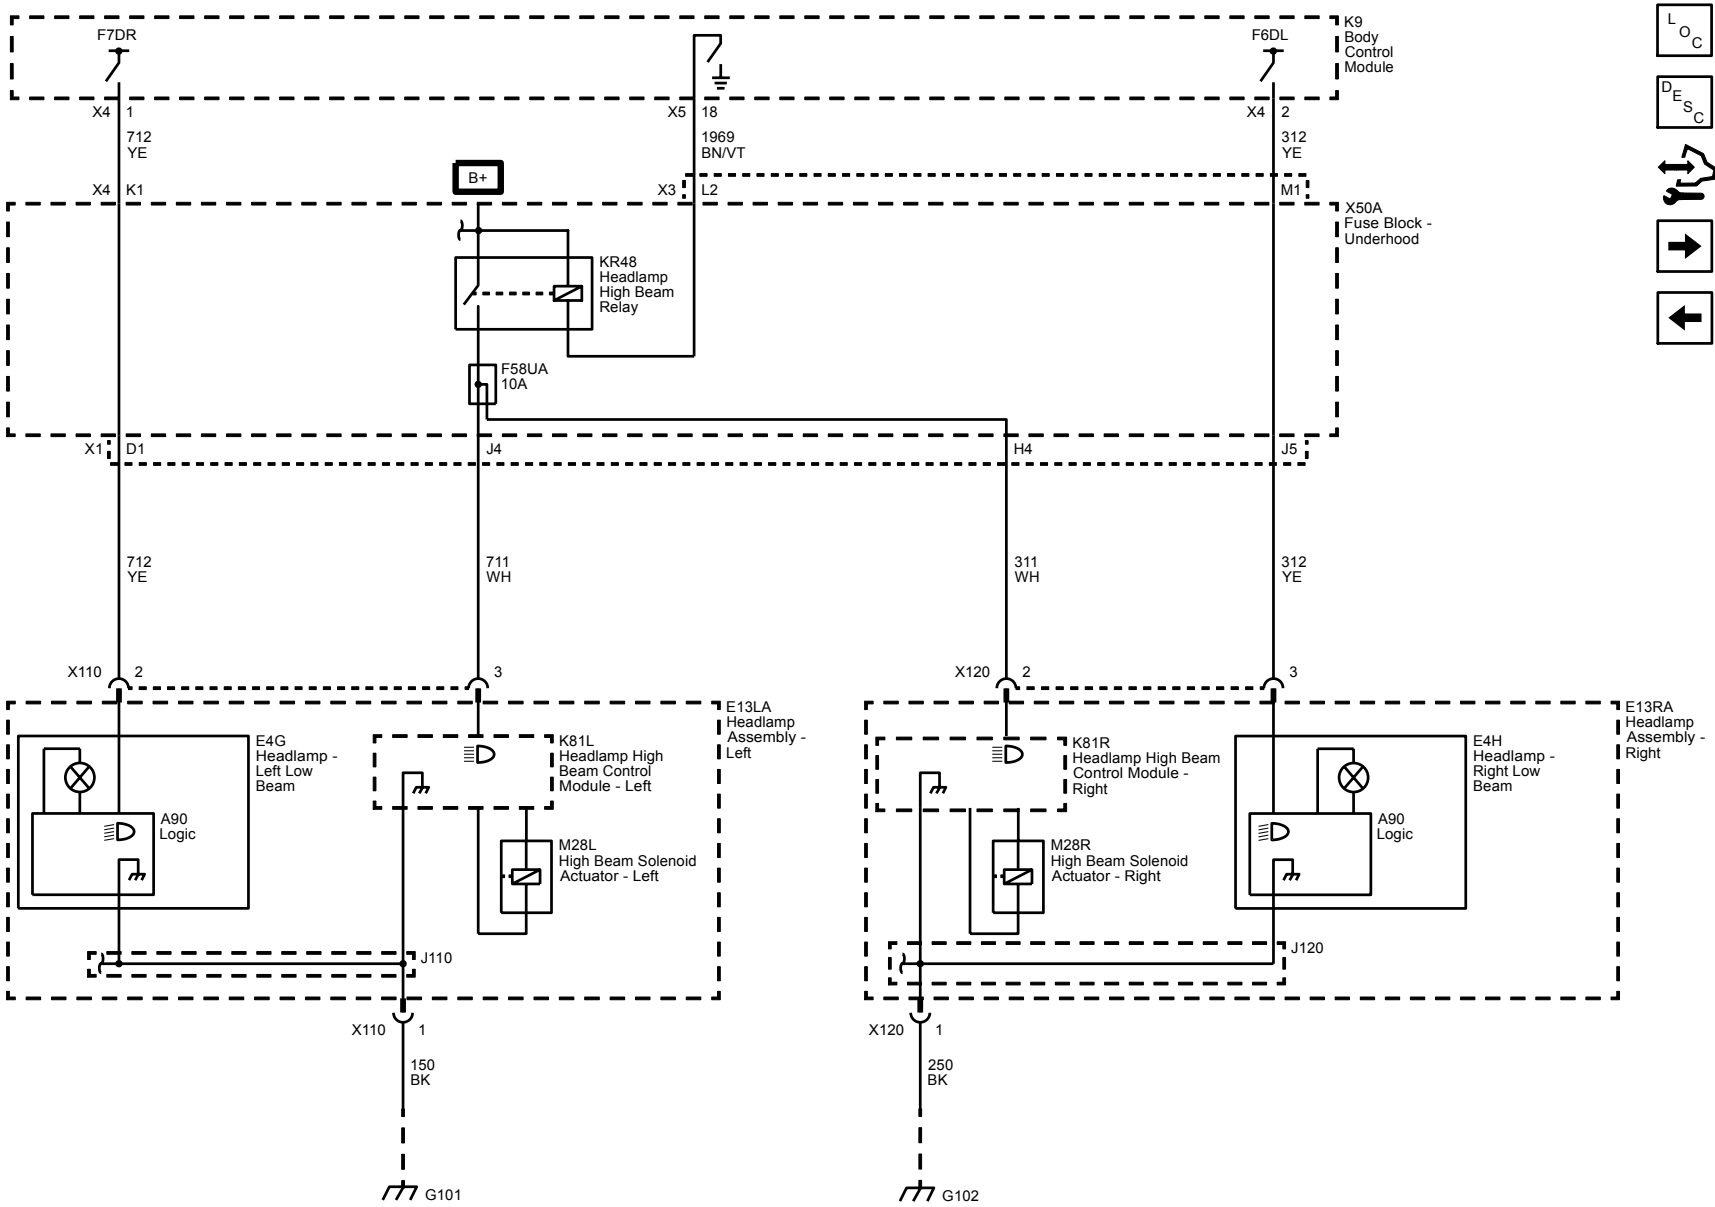 F7DR
F6DL
K9
Body
Control
Module
L
O
C
X4 1
X5 18
X4 2
D
E
S
C
712
YE
1969
BN/VT
312
YE
B+
X4 K1
X3 L2
M1
X50A
Fuse Block -
Underhood
KR48
Headlamp
High Beam
Relay
F58UA
10A
X1 D1
J4
H4
J5
712
YE
711
WH
311
WH
312
YE
X110 2
3
X120 2
3
E13LA
Headlamp
Assembly -
Left
E13RA
Headlamp
Assembly -
Right
E4G
Headlamp -
Left Low
Beam
K81L
Headlamp High
Beam Control
Module - Left
K81R
Headlamp High Beam
Control Module -
Right
E4H
Headlamp -
Right Low
Beam
A90
Logic
M28L
High Beam Solenoid
Actuator - Left
M28R
High Beam Solenoid
Actuator - Right
A90
Logic
J110
J120
X110 1
X120 1
150
BK
250
BK
G101
G102